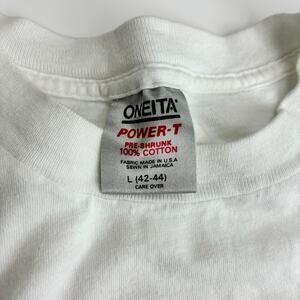 ONEITA®
POWER-T
PRE-SHRUNK
100% COTTON
FABRIC MADE IN U.S.A
SEWN IN JAMAICA
L (42-44)
CARE OVER